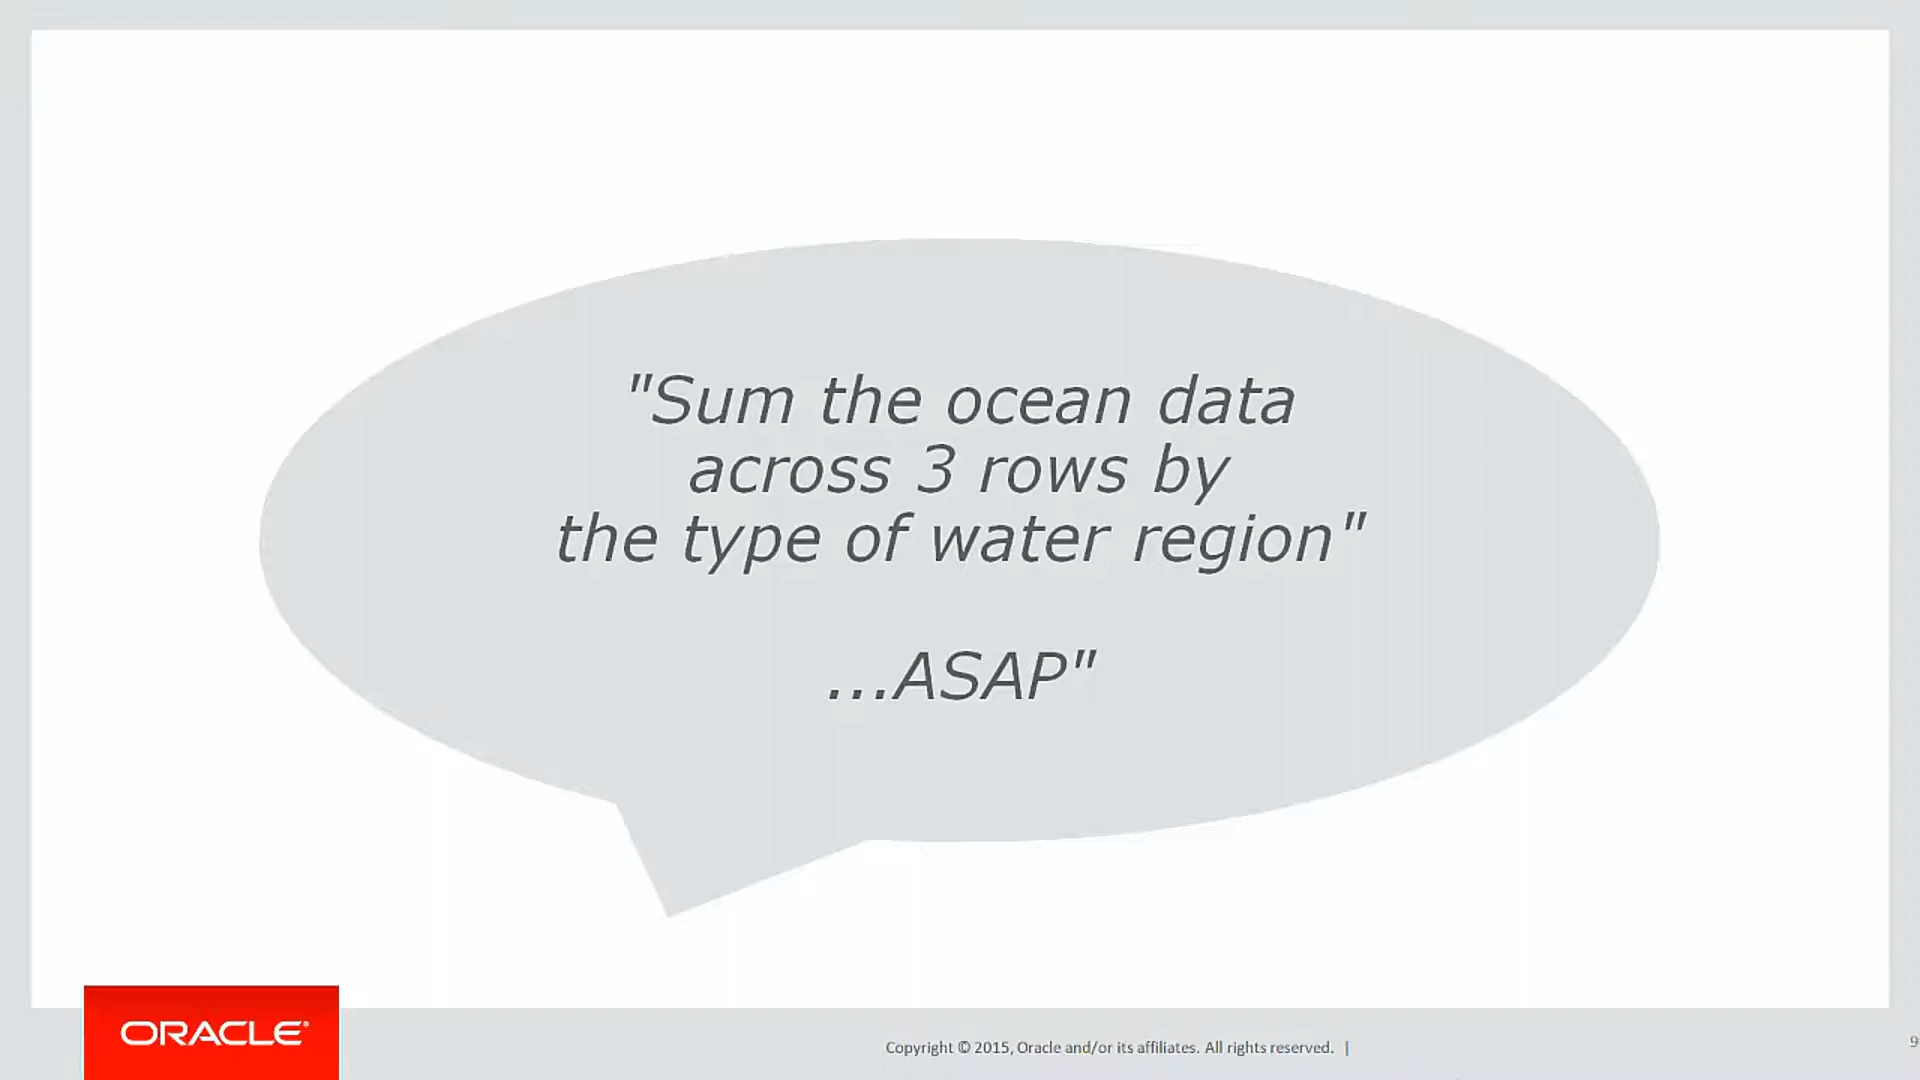 "Sum the ocean data
across 3 rows by
the type of water region"
...ASAP"
ORACLE®
Copyright © 2015, Oracle and/or its affiliates. All rights reserved. |
9